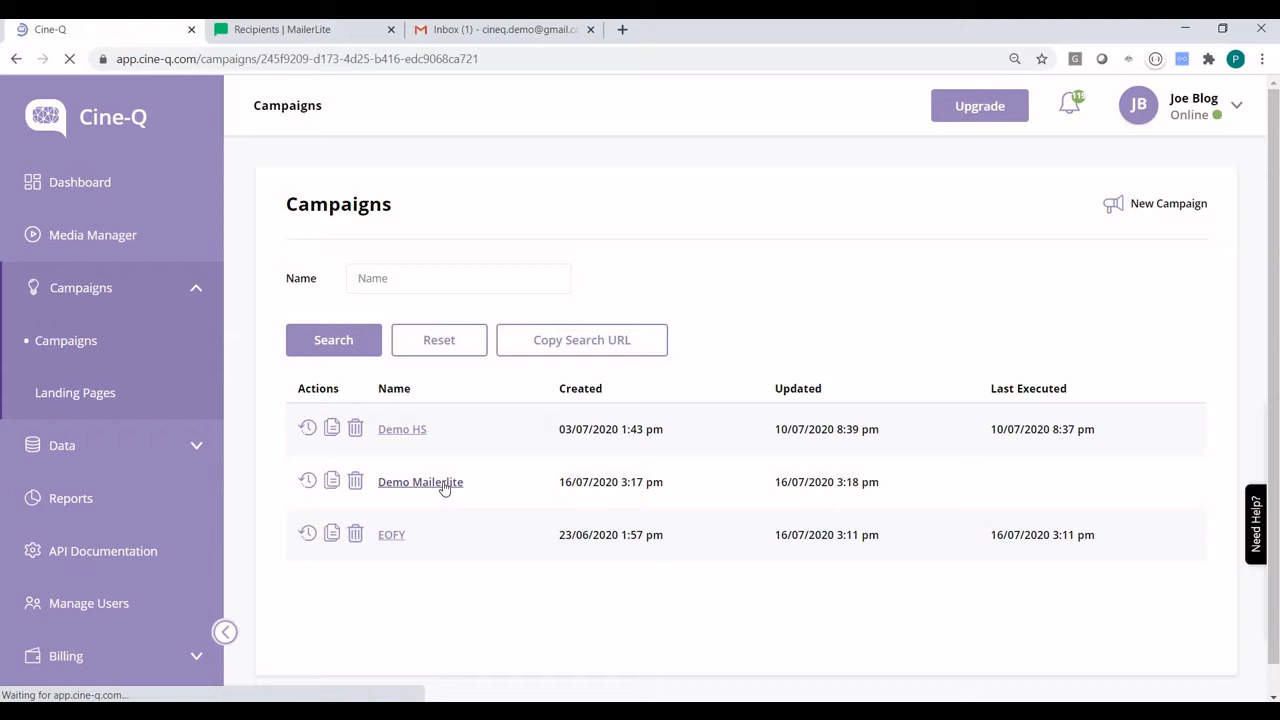 Cine-Q
Recipients | MailerLite
Inbox (1) - cineq.demo@gmail.cc
app.cine-q.com/campaigns/245f9209-d173-4d25-b416-edc9068ca721
P
Cine-Q
Campaigns
Upgrade
119
JB
Joe Blog
Online
Dashboard
Media Manager
Campaigns
Campaigns
Landing Pages
Data
Reports
API Documentation
Manage Users
Billing
Campaigns
New Campaign
Name
Name
Search
Reset
Copy Search URL
Actions Name Created Updated Last Executed
Demo HS 03/07/2020 1:43 pm 10/07/2020 8:39 pm 10/07/2020 8:37 pm
Demo Mailerlite 16/07/2020 3:17 pm 16/07/2020 3:18 pm
EOFY 23/06/2020 1:57 pm 16/07/2020 3:11 pm 16/07/2020 3:11 pm
Need Help?
Waiting for app.cine-q.com...